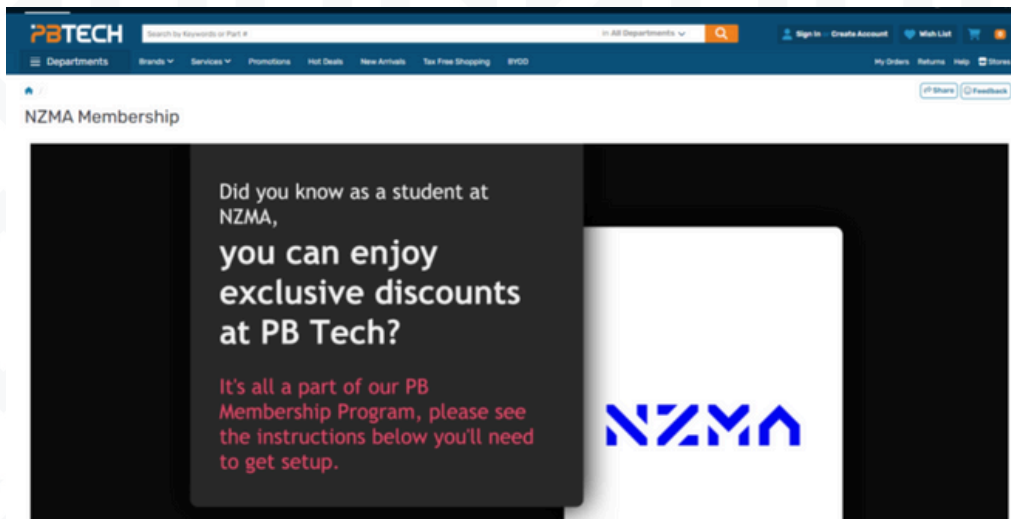 PBTECH
Search by Keywords or Part #
in All Departments
Sign In or Create Account
Wish List
0
Departments
Brands
Services
Promotions
Hot Deals
New Arrivals
Tax Free Shopping
BYOD
My Orders
Returns
Help
Stores
/
Share
Feedback
NZMA Membership
Did you know as a student at
NZMA,
you can enjoy
exclusive discounts
at PB Tech?
It's all a part of our PB
Membership Program, please see
the instructions below you'll need
to get setup.
NZMA